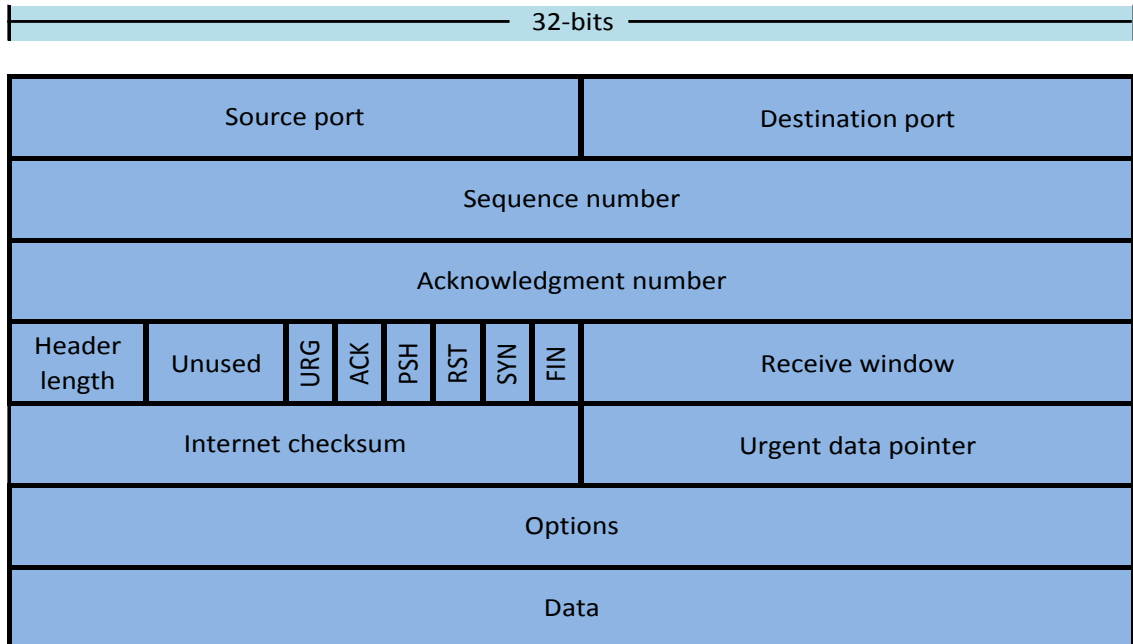 32-bits
Source port
Destination port
Sequence number
Acknowledgment number
Header
length
Unused
URG
ACK
PSH
RST
SYN
FIN
Receive window
Internet checksum
Urgent data pointer
Options
Data